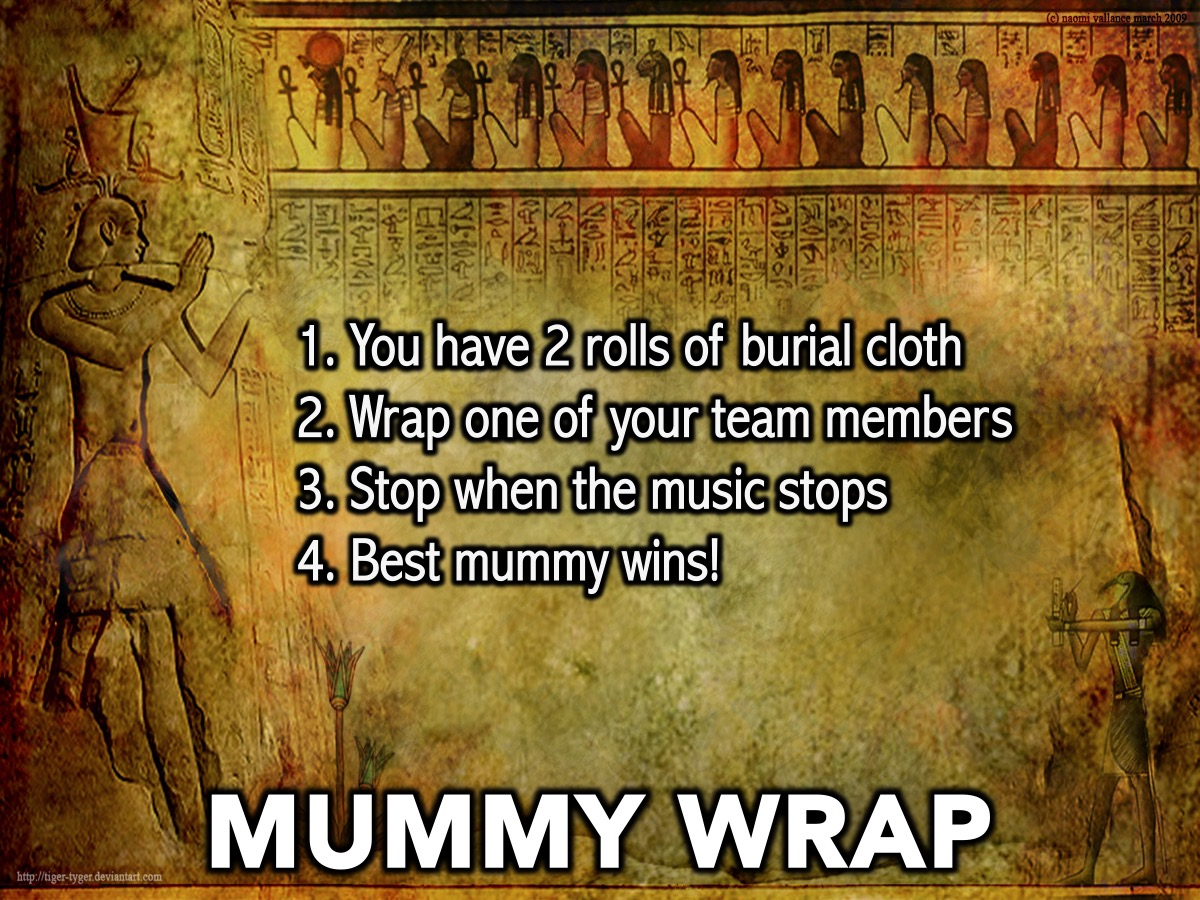 (c) naomi vallance march 2009
1. You have 2 rolls of burial cloth
2. Wrap one of your team members
3. Stop when the music stops
4. Best mummy wins!
MUMMY WRAP
http://tiger-tyger.deviantart.com